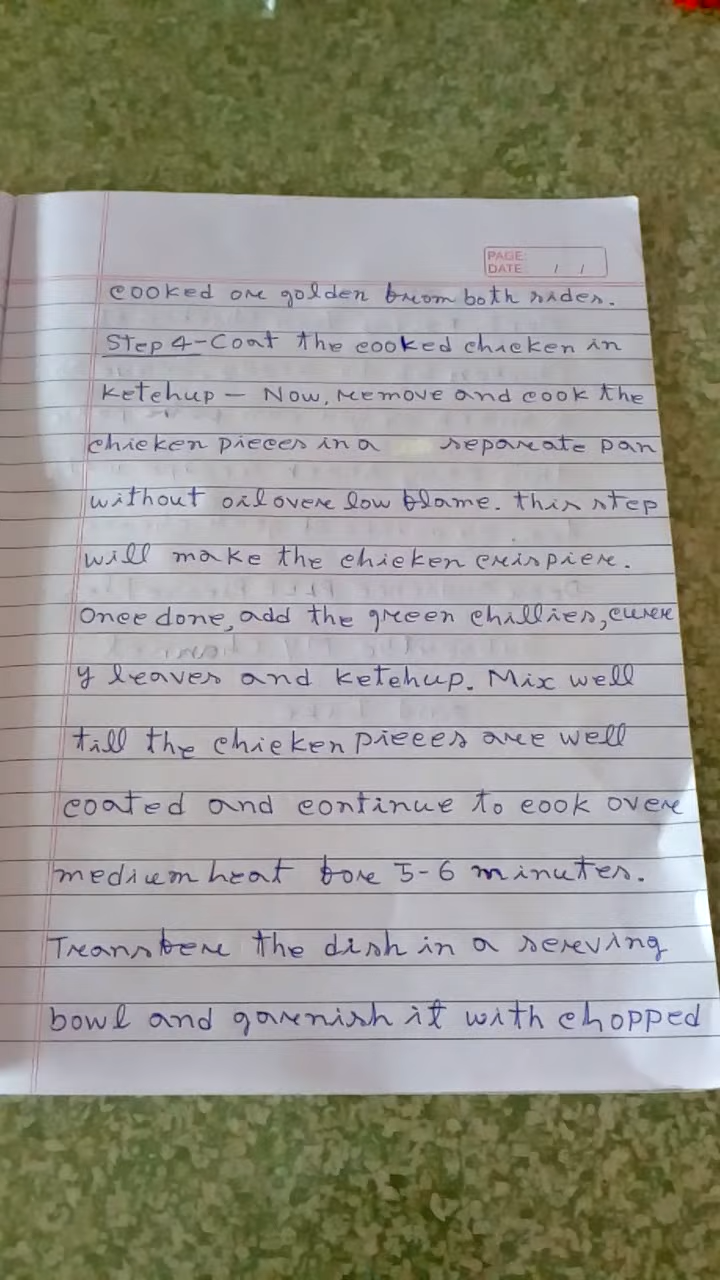 PAGE:
DATE / /
cooked or golden from both sides.
Step 4-Coat the cooked chicken in
ketchup - Now, remove and cook the
chicken pieces in a separate pan
without oil over low flame. this step
will make the chicken crispier.
Once done, add the green chillies, curr
y leaves and ketchup. Mix well
till the chicken pieces are well
coated and continue to cook over
medium heat for 5-6 minutes.
Transfer the dish in a serving
bowl and garnish it with chopped